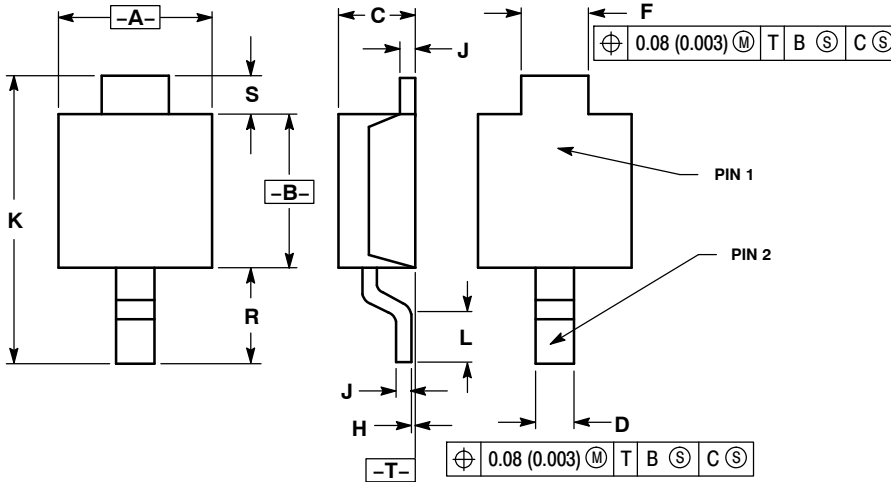 –A–
C
F
J
⌖ 0.08 (0.003) Ⓜ T B Ⓢ C Ⓢ
S
K
–B–
PIN 1
PIN 2
R
L
J
H
D
–T–
⌖ 0.08 (0.003) Ⓜ T B Ⓢ C Ⓢ